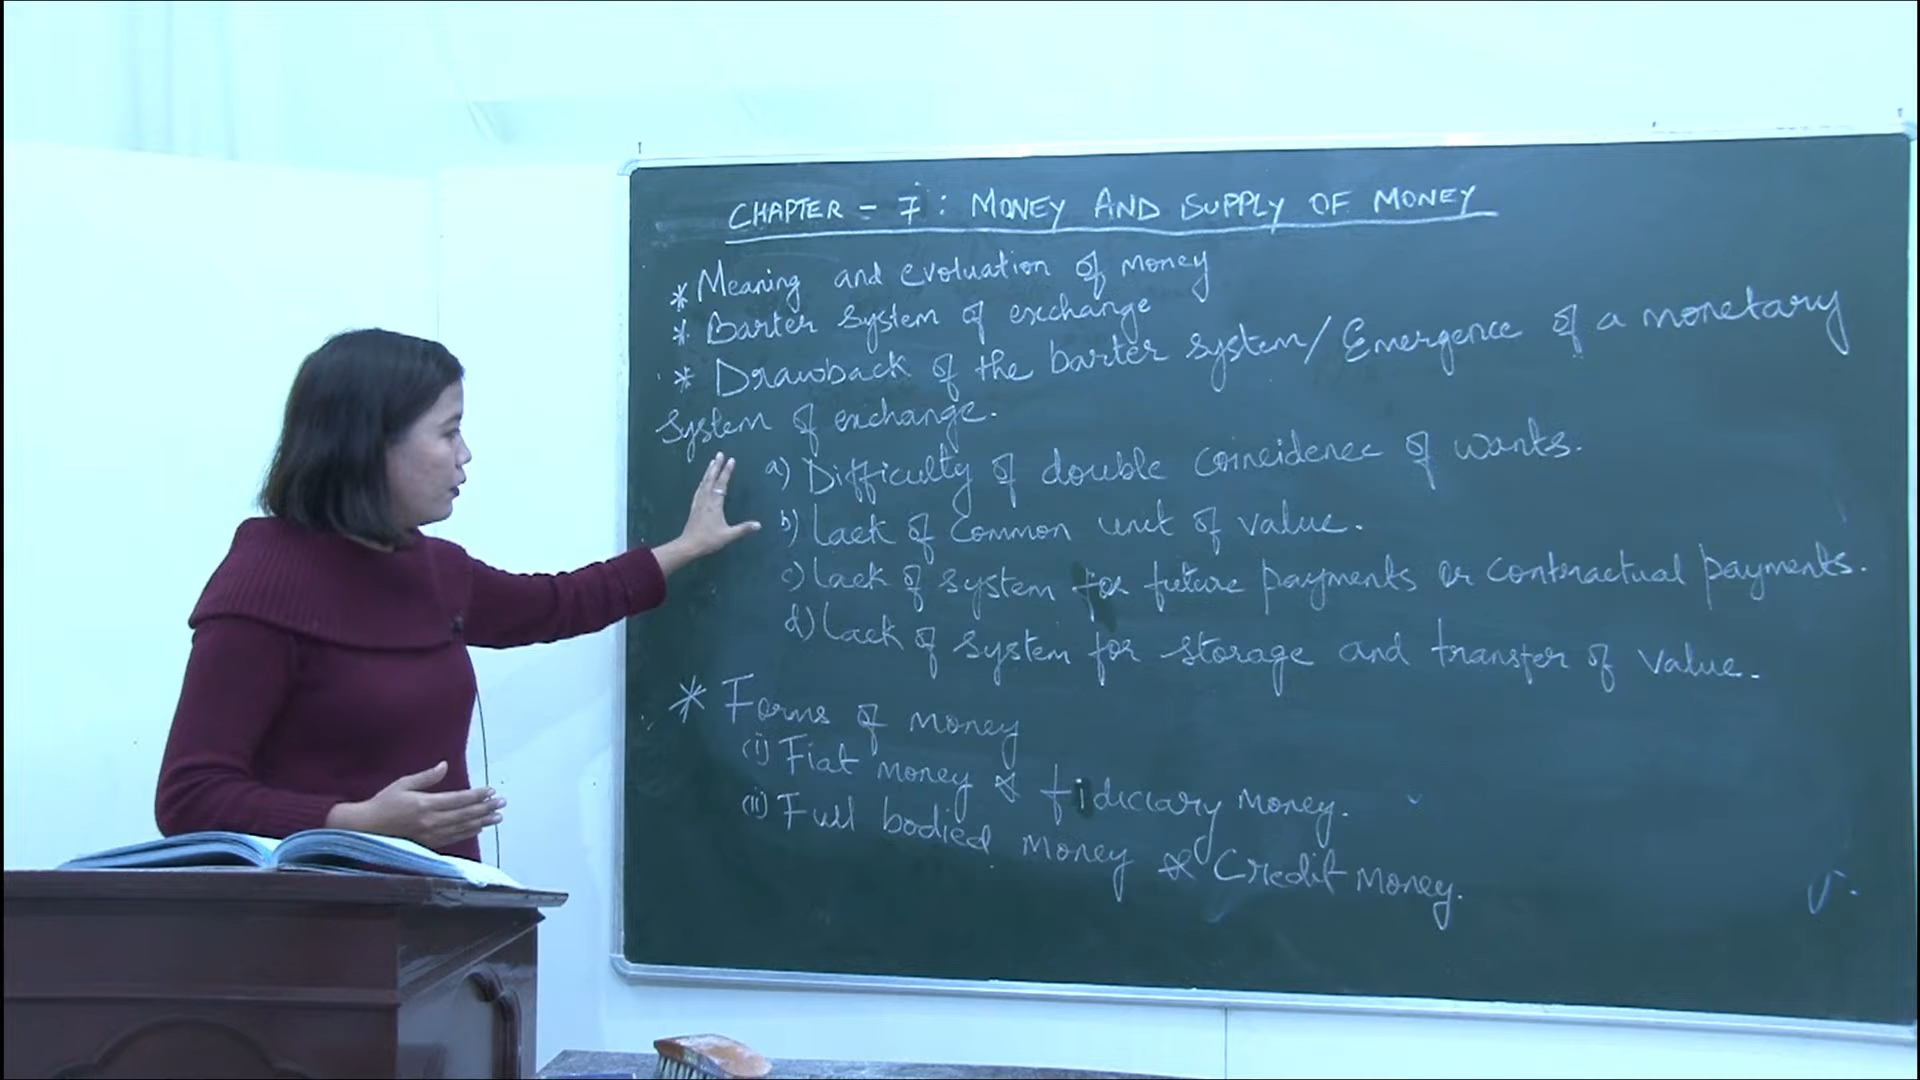 CHAPTER - 7: MONEY AND SUPPLY OF MONEY
* Meaning and evoluation of money
* Barter system of exchange
* Drawback of the barter system/ Emergence of a monetary
system of exchange.
a) Difficulty of double coincidence of wants.
b) Lack of common unit of value.
c) Lack of system for future payments or contractual payments.
d) Lack of system for storage and transfer of value.
* Forms of money
(i) Fiat money & fiduciary money.
(ii) Full bodied money & Credit money.